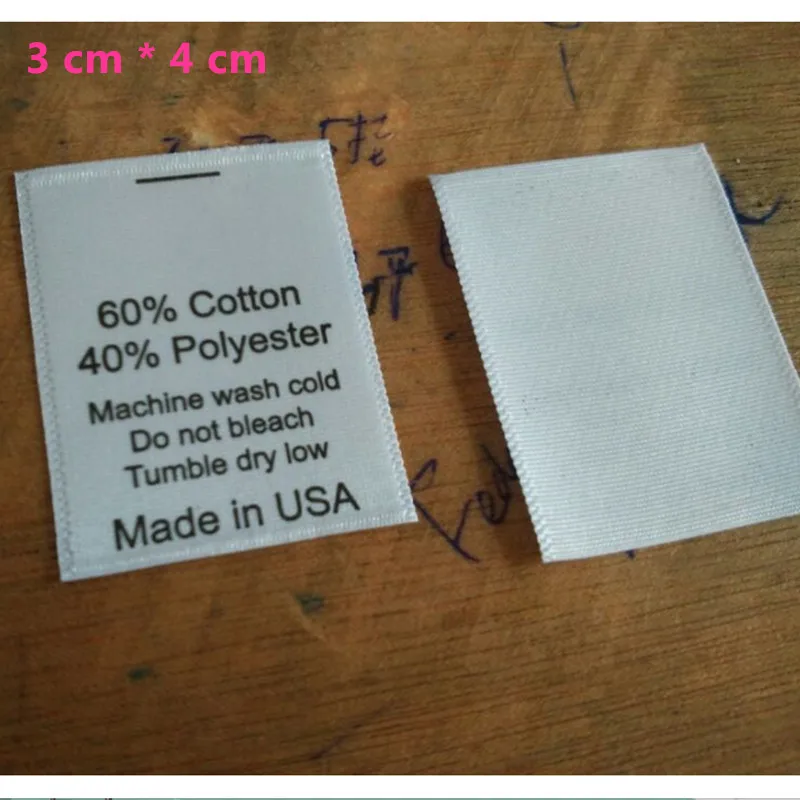 3 cm * 4 cm
60% Cotton
40% Polyester
Machine wash cold
Do not bleach
Tumble dry low
Made in USA